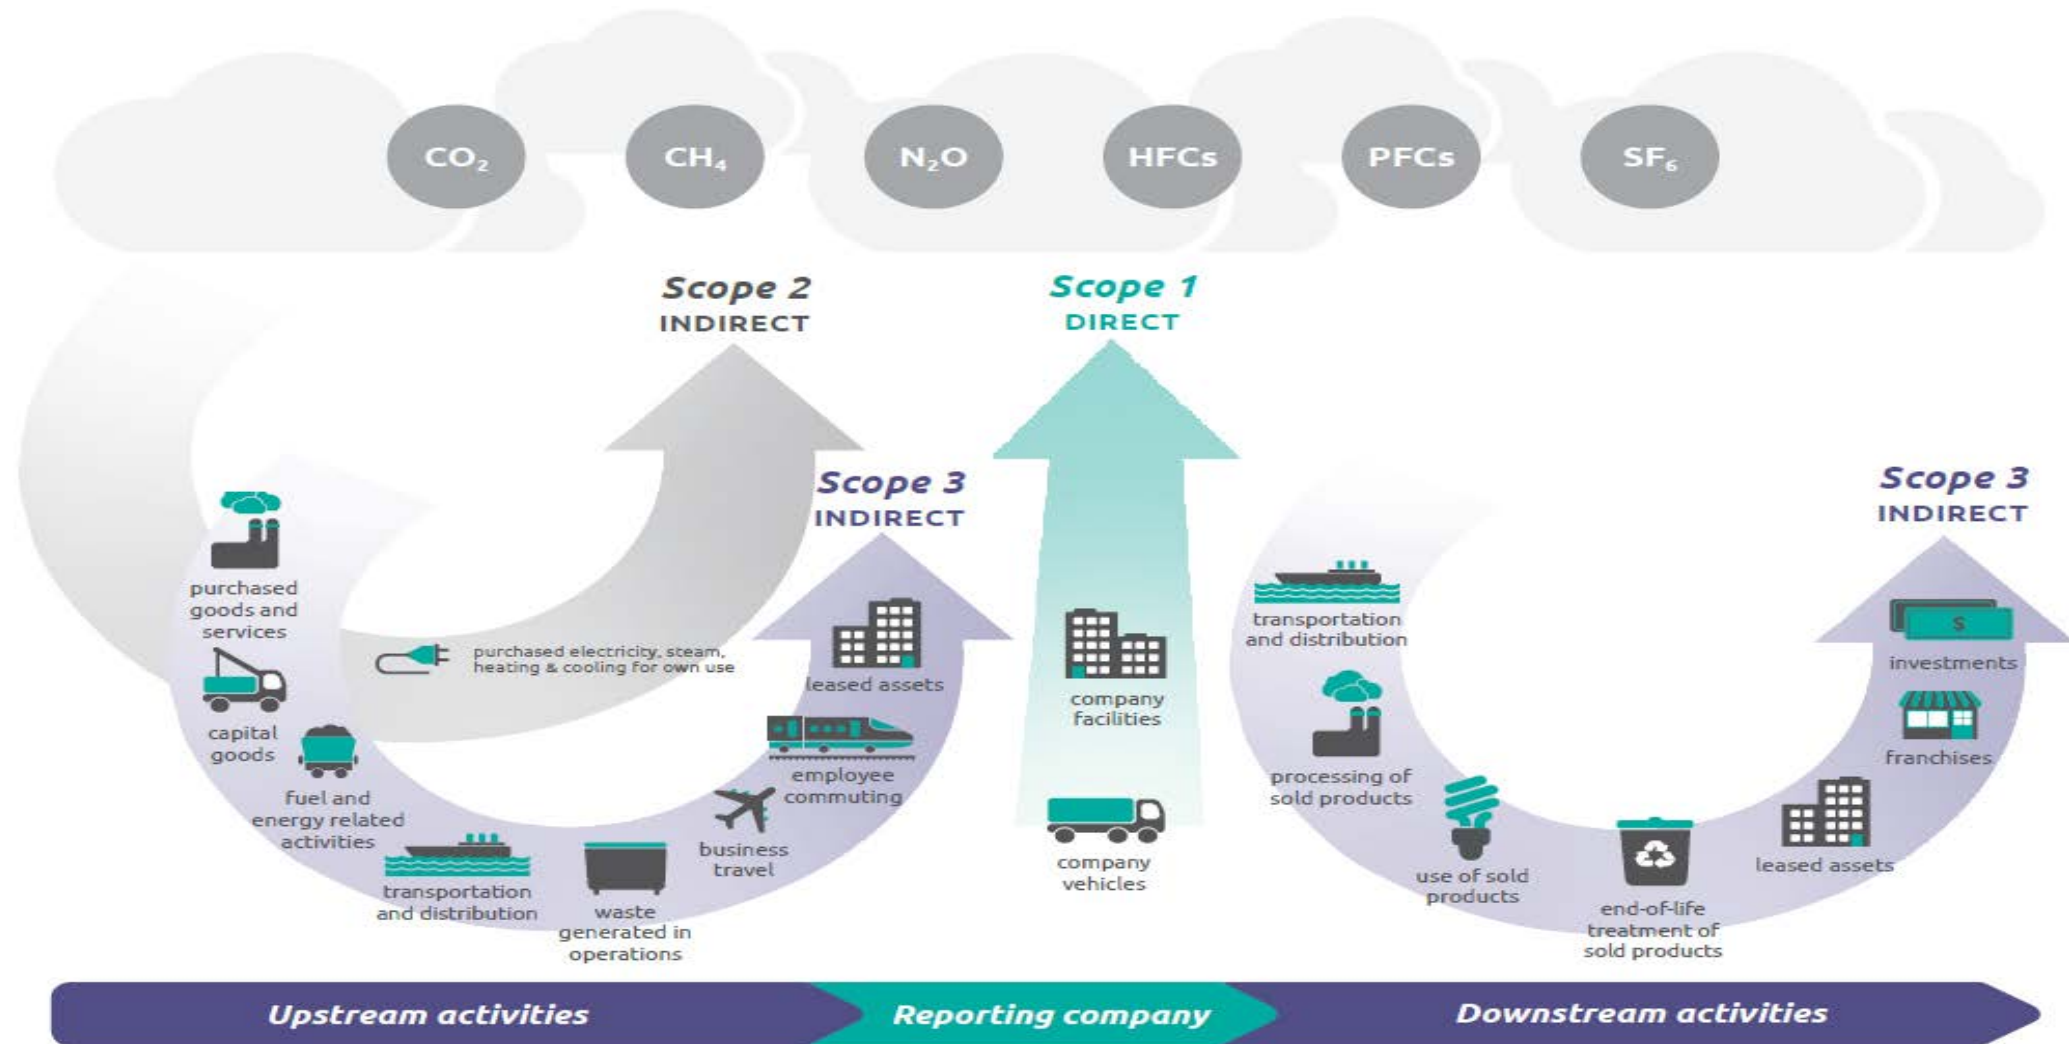 CO₂
CH₄
N₂O
HFCs
PFCs
SF₆
Scope 2
INDIRECT
Scope 1
DIRECT
Scope 3
INDIRECT
Scope 3
INDIRECT
purchased
goods and
services
capital
goods
fuel and
energy related
activities
purchased electricity, steam,
heating & cooling for own use
transportation
and distribution
waste
generated in
operations
business
travel
employee
commuting
leased assets
company
facilities
company
vehicles
transportation
and distribution
processing of
sold products
use of sold
products
end-of-life
treatment of
sold products
leased assets
franchises
$
investments
Upstream activities
Reporting company
Downstream activities